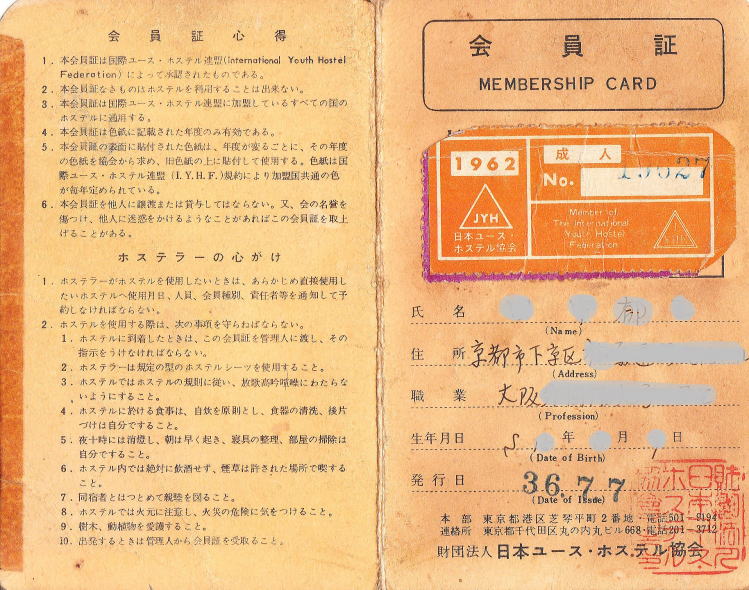 会員証心得
1. 本会員証は国際ユース・ホステル連盟(International Youth Hostel
Federation)によって承認されたものである。
2. 本会員証なきものはホステルを利用することは出来ない。
3. 本会員証は国際ユース・ホステル連盟に加盟しているすべての国の
ホステルに通用する。
4. 本会員証は色紙に記載された年度のみ有効である。
5. 本会員証の表面に貼付された色紙は、年度が変るごとに、その年度
の色紙を協会から求め、旧色紙の上に貼付して使用する。色紙は国
際ユース・ホステル連盟(I.Y.H.F.)規約により加盟国共通の色
が毎年定められている。
6. 本会員証を他人に譲渡または貸与してはならない。又、会の名誉を
傷つけ、他人に迷惑をかけるようなことがあればこの会員証を取上
げることがある。
ホステラーの心がけ
1. ホステラーがホステルを使用したいときは、あらかじめ直接使用し
たいホステルへ使用月日、人員、会員種別、責任者等を通知して予
約しなければならない。
2. ホステルを使用する際は、次の事項を守らねばならない。
1. ホステルに到着したときは、この会員証を管理人に渡し、その
指示をうけなければならない。
2. ホステラーは規定の型のホステルシーツを使用すること。
3. ホステルではホステルの規則に従い、放歌高吟喧噪にわたらな
いようにすること。
4. ホステルに於ける食事は、自炊を原則とし、食器の清洗、後片
づけは自分ですること。
5. 夜十時には消燈し、朝は早く起き、寝具の整理、部屋の掃除は
自分ですること。
6. ホステル内では絶対に飲酒せず、煙草は許された場所で喫する
こと。
7. 同宿者とはつとめて親睦を図ること。
8. ホステルでは火元に注意し、火災の危険に気をつけること。
9. 樹木、動植物を愛護すること。
10. 出発するときは管理人から会員証を受取ること。
会員証
MEMBERSHIP CARD
1962
成人
No. 19627
JYH
日本ユース・
ホステル協会
Member of
The International
Youth Hostel
Federation
氏名 都
(Name)
住所 京都市下京区
(Address)
職業 大阪
(Profession)
生年月日 S 年 月 日
(Date of Birth)
発行日 36.7 7
(Date of Issue)
本部 東京都港区芝琴平町2番地・電話501-9194
連絡所 東京都千代田区丸の内丸ビル668・電話201-3712
財団法人日本ユース・ホステル協会